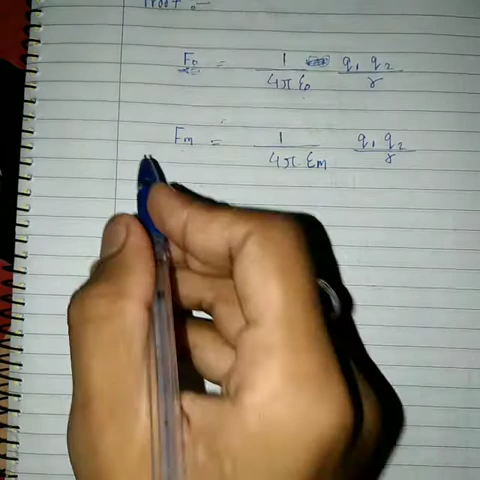 Proof :-
F₀ = 1 / 4π ε₀ q₁ q₂ / r
Fm = 1 / 4π εm q₁ q₂ / r